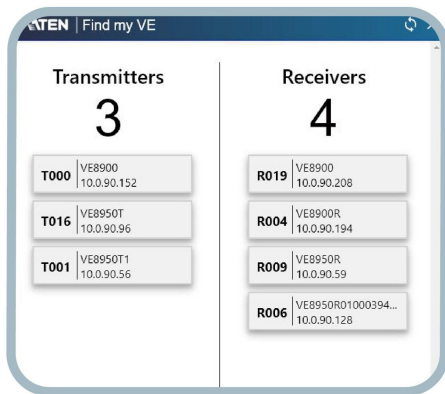 ATEN | Find my VE
Transmitters
3
T000 VE8900
10.0.90.152
T016 VE8950T
10.0.90.96
T001 VE8950T1
10.0.90.56
Receivers
4
R019 VE8900
10.0.90.208
R004 VE8900R
10.0.90.194
R009 VE8950R
10.0.90.59
R006 VE8950R01000394...
10.0.90.128